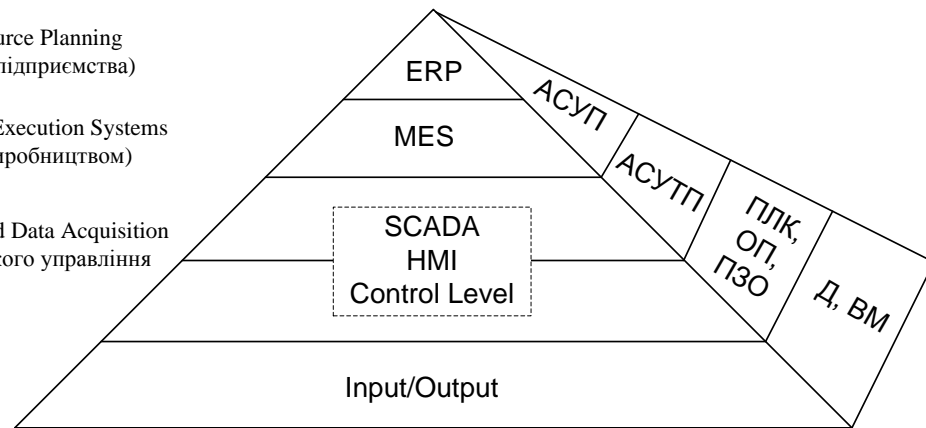 urce Planning
підприємства)
Execution Systems
иробництвом)
d Data Acquisition
кого управління
ERP
MES
SCADA
HMI
Control Level
Input/Output
АСУП
АСУТП
ПЛК,
ОП,
ПЗО
Д, ВМ